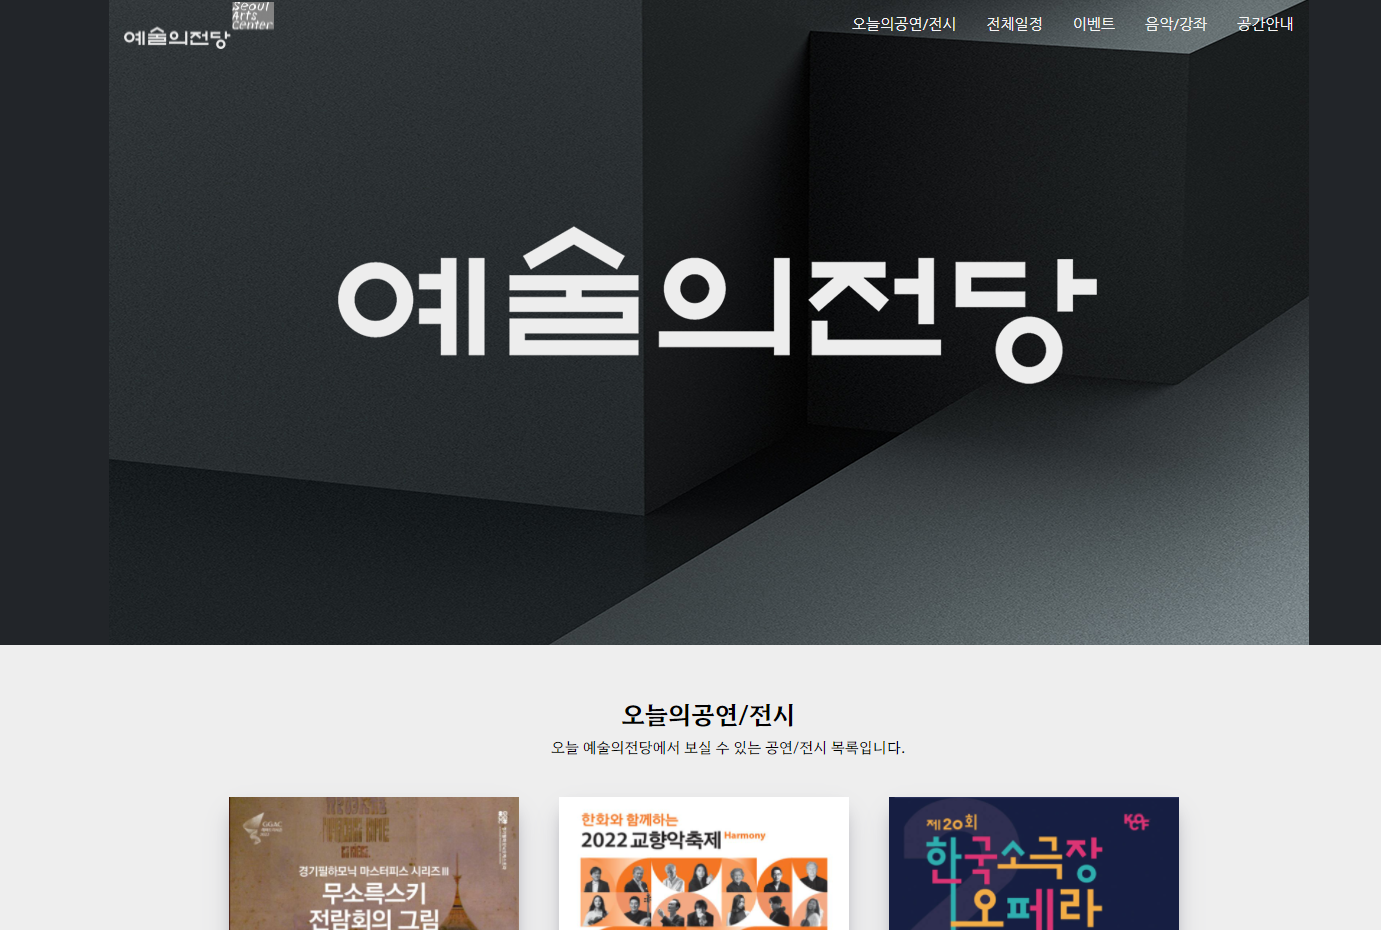 Seoul
Arts
Center
예술의전당
오늘의공연/전시 전체일정 이벤트 음악/강좌 공간안내
예술의전당
오늘의공연/전시
오늘 예술의전당에서 보실 수 있는 공연/전시 목록입니다.
GGAC
경기필하모닉 마스터피스 시리즈 III
무소륵스키
전람회의 그림
한화와 함께하는
2022 교향악축제 Harmony
제20회
한국소극장
오페라